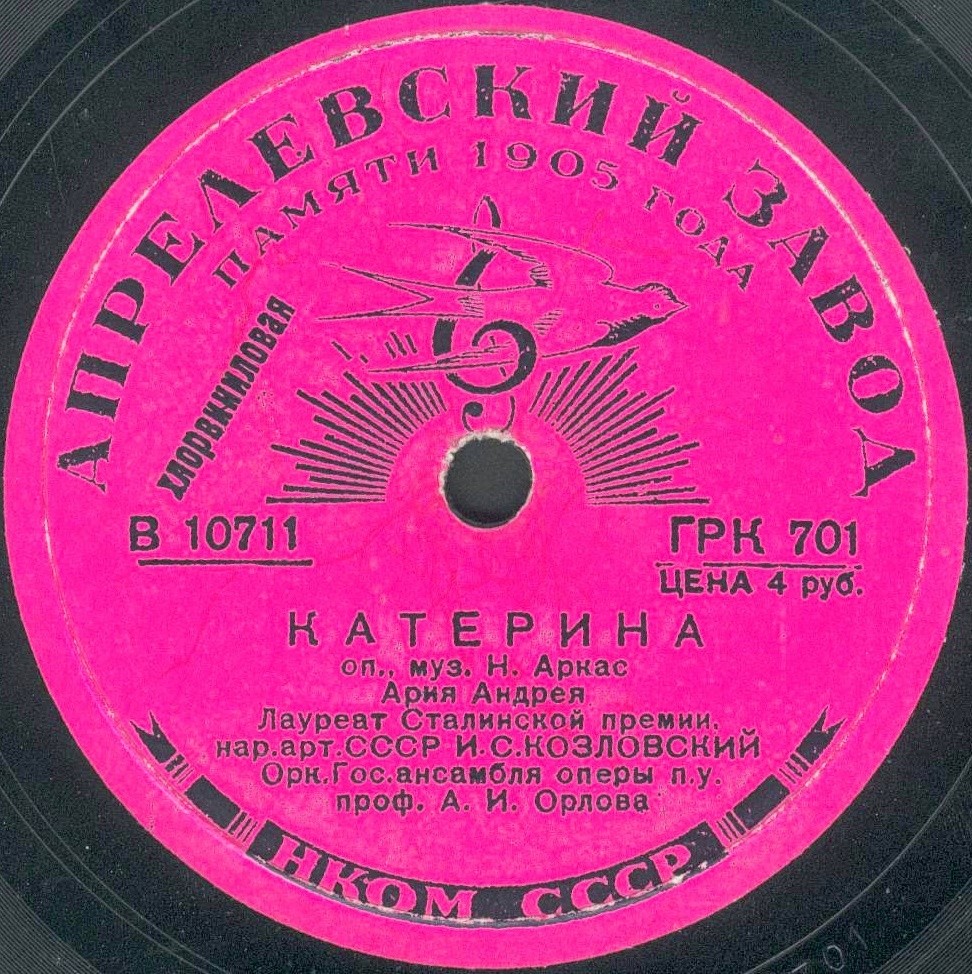 АПРЕЛЕВСКИЙ ЗАВОД
ПАМЯТИ 1905 ГОДА
хлорвиниловая
В 10711
ГРК 701
ЦЕНА 4 руб.
КАТЕРИНА
оп., муз. Н. Аркас
Ария Андрея
Лауреат Сталинской премии,
нар.арт.СССР И.С.КОЗЛОВСКИЙ
Орк.Гос.ансамбля оперы п.у.
проф. А. И. Орлова
НКОМ СССР